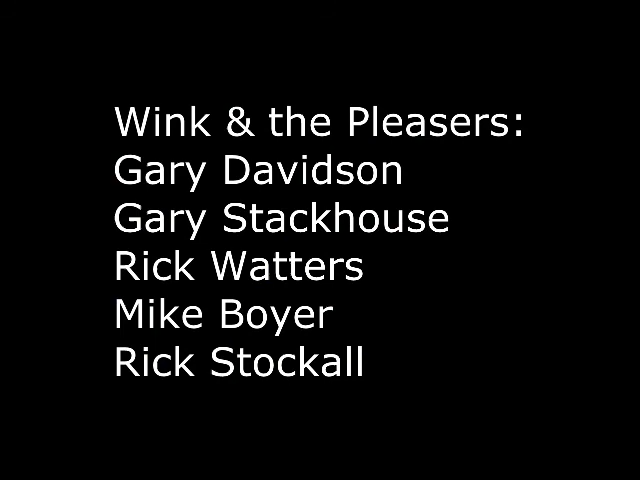 Wink & the Pleasers:
Gary Davidson
Gary Stackhouse
Rick Watters
Mike Boyer
Rick Stockall